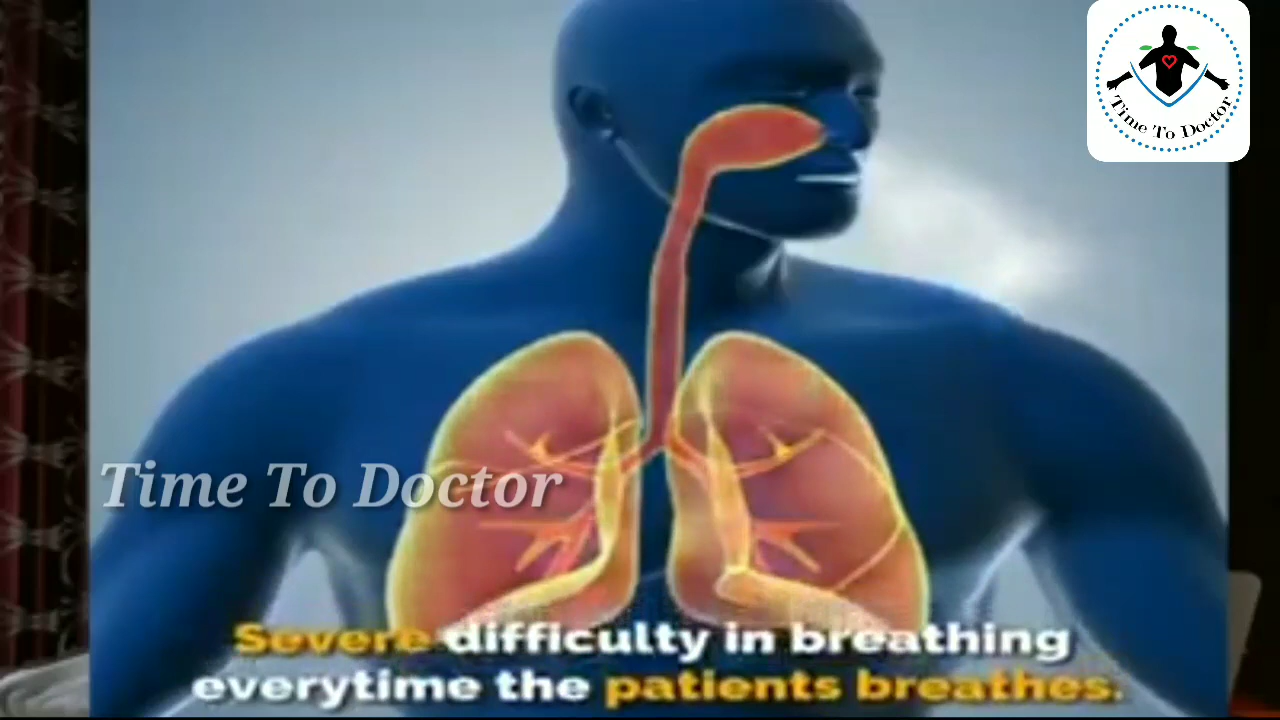 Time To Doctor
Time To Doctor
Severe difficulty in breathing
everytime the patients breathes.